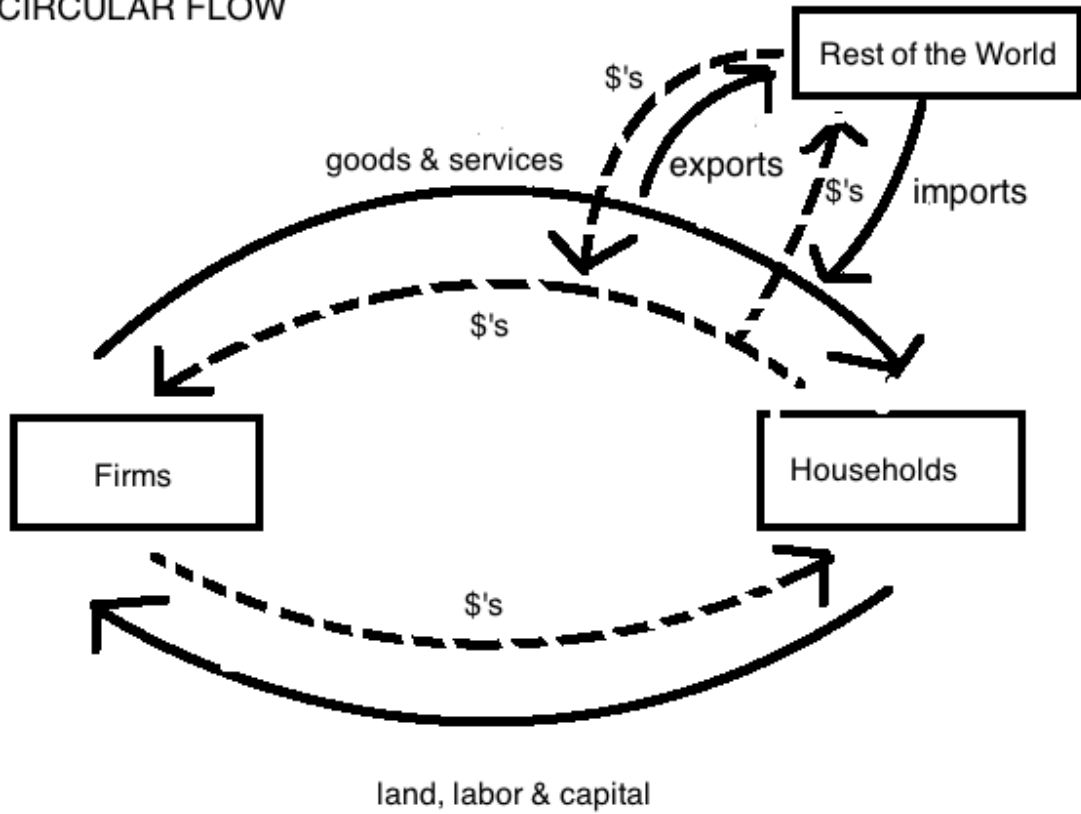 CIRCULAR FLOW
Rest of the World
$'s
goods & services
exports
$'s
imports
$'s
Firms
Households
$'s
land, labor & capital